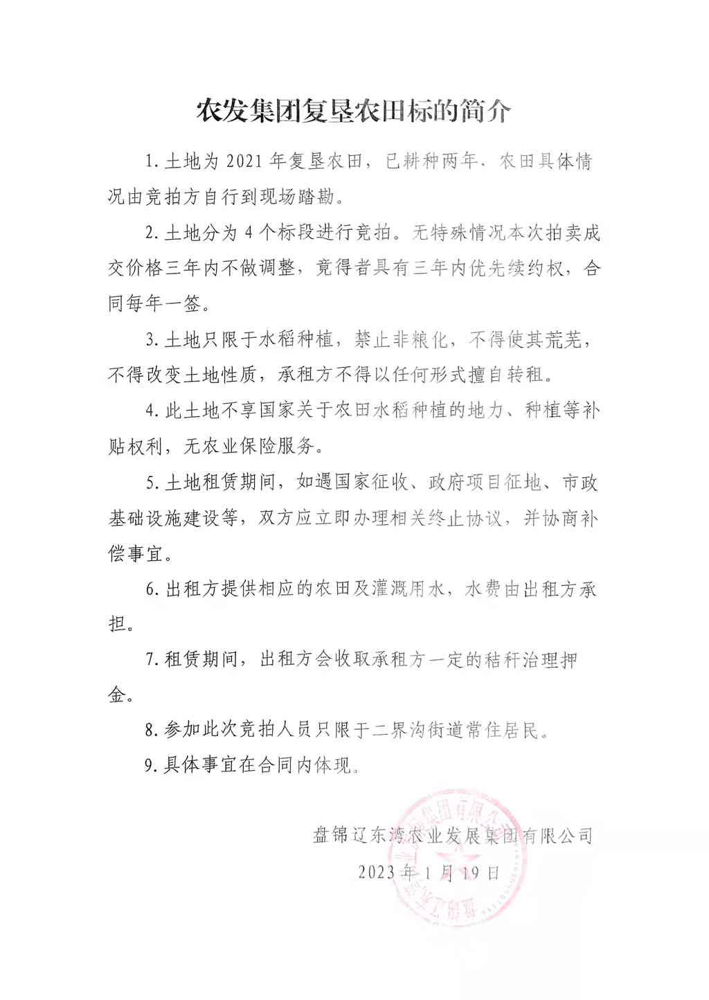 农发集团复垦农田标的简介
1.土地为2021年复垦农田，已耕种两年，农田具体情
况由竞拍方自行到现场踏勘。
2.土地分为4个标段进行竞拍。无特殊情况本次拍卖成
交价格三年内不做调整，竟得者具有三年内优先续约权，合
同每年一签。
3.土地只限于水稻种植，禁止非粮化，不得使其荒芜，
不得改变土地性质，承租方不得以任何形式擅自转租。
4.此土地不享国家关于农田水稻种植的地力、种植等补
贴权利，无农业保险服务。
5.土地租赁期间，如遇国家征收、政府项目征地、市政
基础设施建设等，双方应立即办理相关终止协议，并协商补
偿事宜。
6.出租方提供相应的农田及灌溉用水，水费由出租方承
担。
7.租赁期间，出租方会收取承租方一定的秸秆治理押
金。
8.参加此次竞拍人员只限于二界沟街道常住居民。
9.具体事宜在合同内体现。
盘锦辽东湾农业发展集团有限公司
2023年1月19日